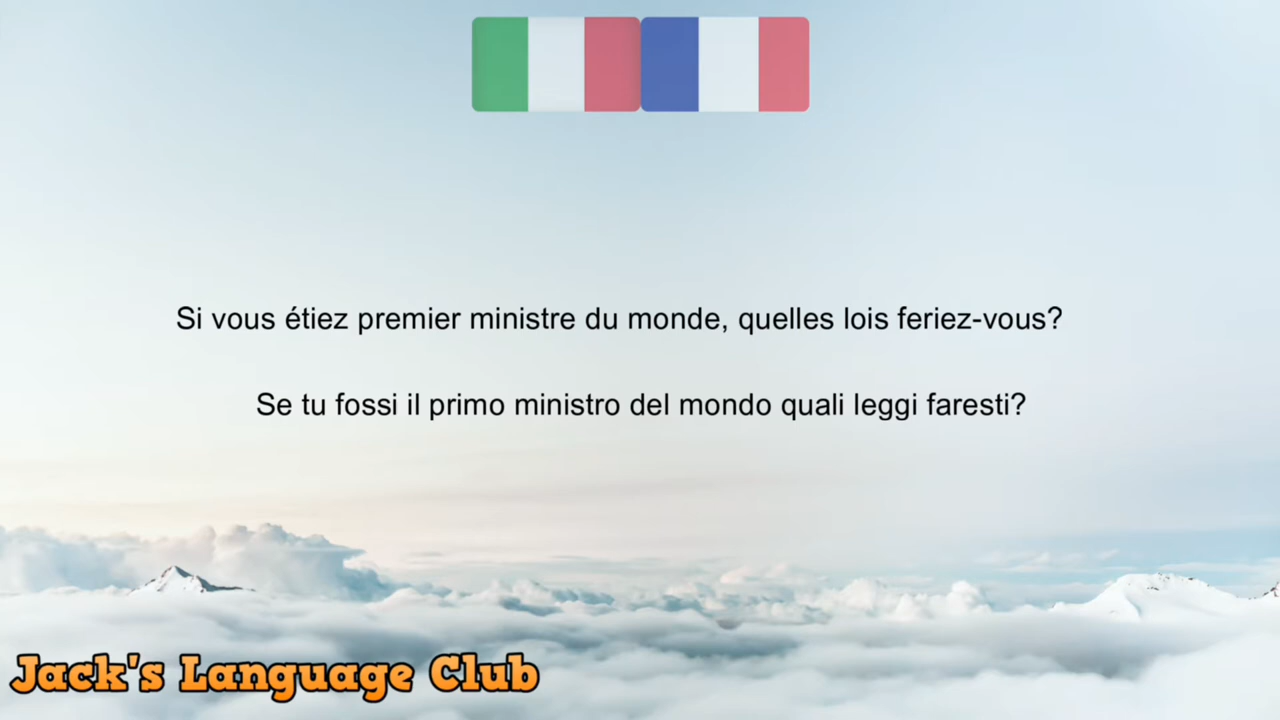 Si vous étiez premier ministre du monde, quelles lois feriez-vous?
Se tu fossi il primo ministro del mondo quali leggi faresti?
Jack's Language Club